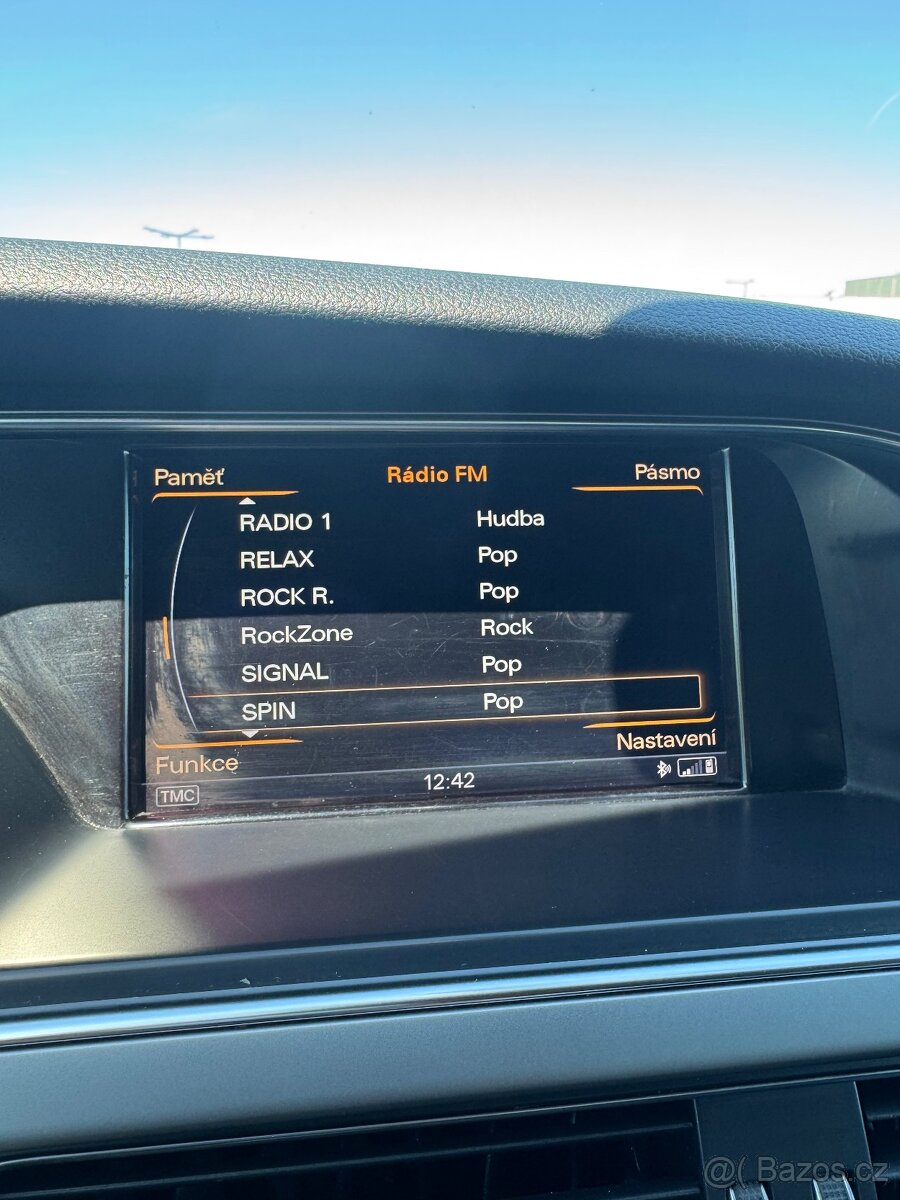 Paměť Rádio FM Pásmo
RADIO 1 Hudba
RELAX Pop
ROCK R. Pop
RockZone Rock
SIGNAL Pop
SPIN Pop
Funkce Nastavení
TMC 12:42
@( Bazos.cz